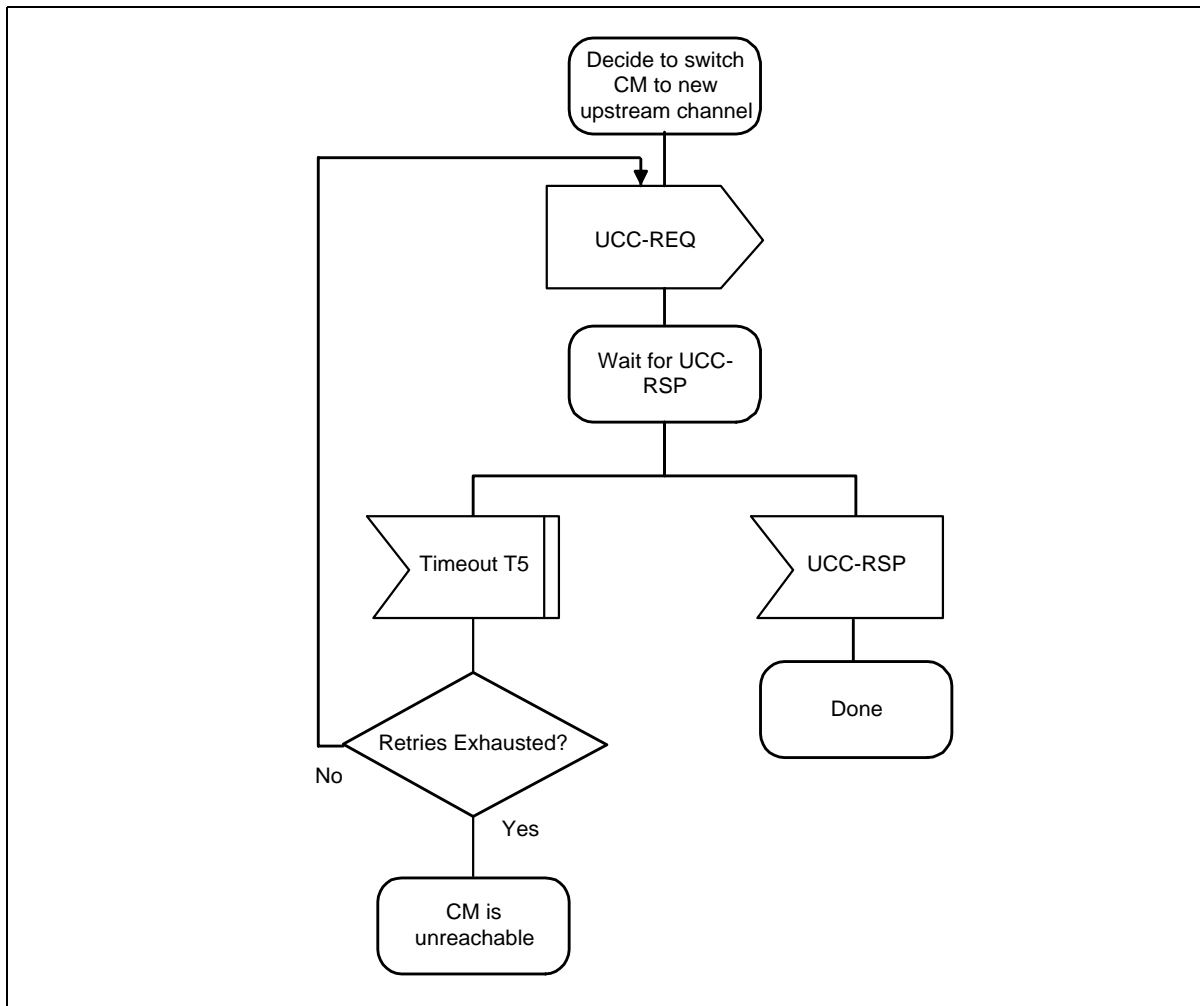 Decide to switch
CM to new
upstream channel
UCC-REQ
Wait for UCC-
RSP
Timeout T5
UCC-RSP
Retries Exhausted?
Done
No
Yes
CM is
unreachable